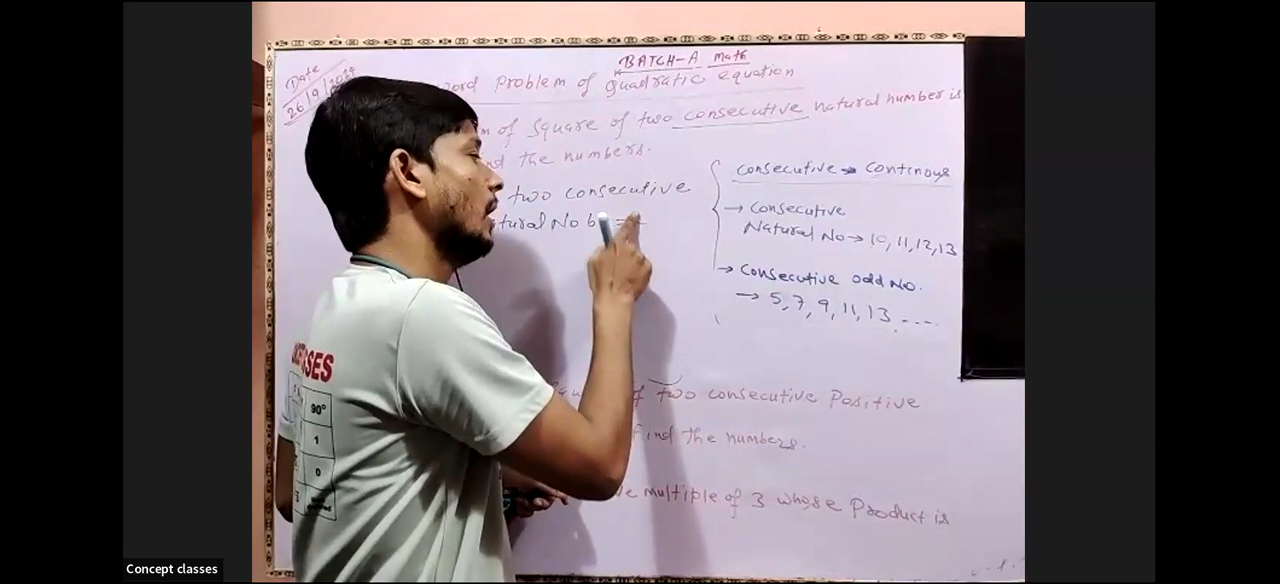 BATCH-A Math
Date
26/9/2024
Word Problem of quadratic equation
of square of two consecutive natural number is
the numbers.
two consecutive
Natural No
consecutive → continous
→ Consecutive
Natural No → 10, 11, 12, 13
→ Consecutive odd No.
→ 5, 7, 9, 11, 13 ----
of two consecutive Positive
find the numbers.
multiple of 3 whose Product is
SSES
90°
1
0
Concept classes